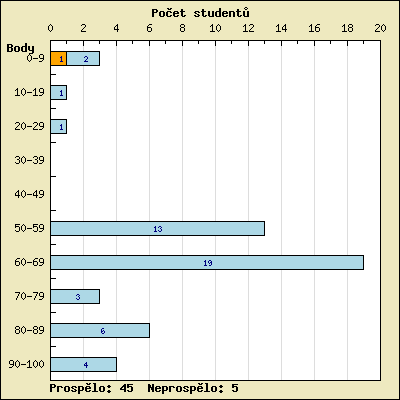 Počet studentů
0 2 4 6 8 10 12 14 16 18 20
Body
0-9 1 2
10-19 1
20-29 1
30-39
40-49
50-59 13
60-69 19
70-79 3
80-89 6
90-100 4
Prospělo: 45 Neprospělo: 5